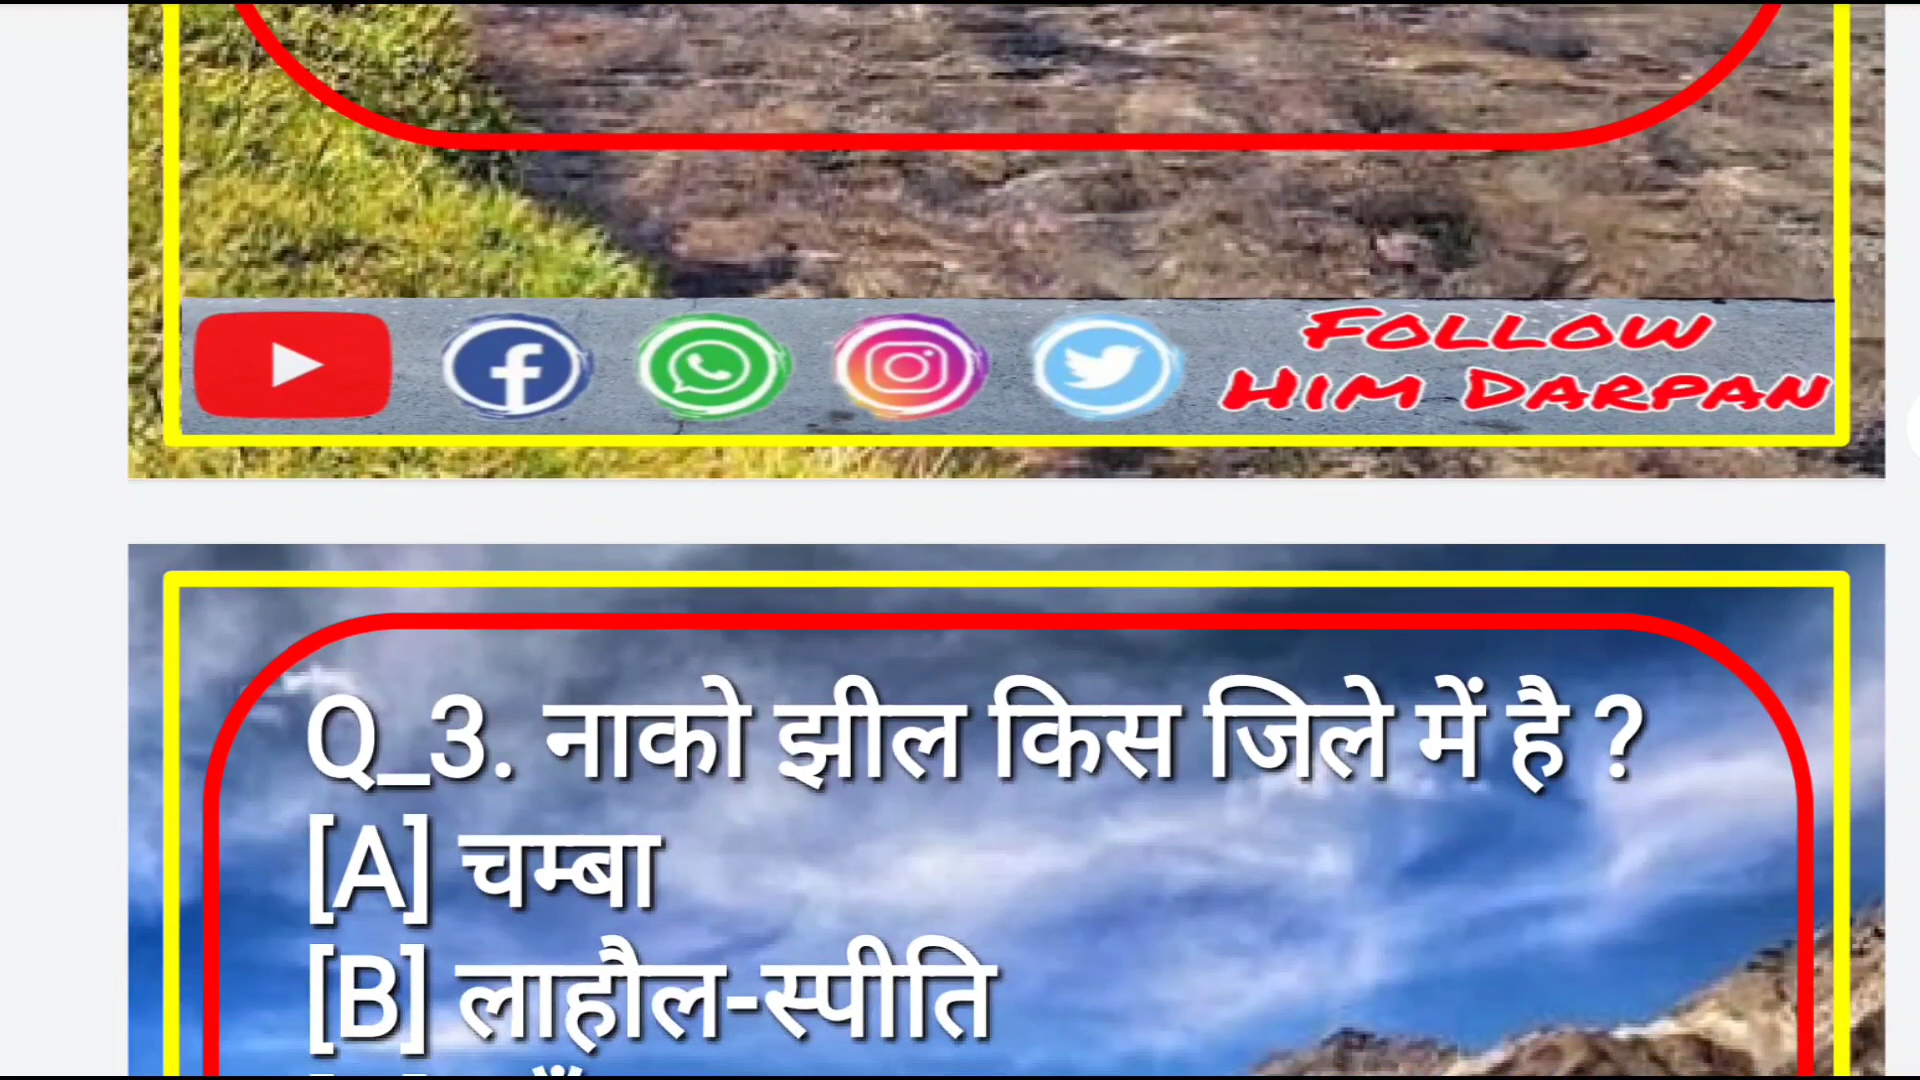 FOLLOW
HIM DARPAN
Q_3. नाको झील किस जिले में है ?
[A] चम्बा
[B] लाहौल-स्पीति